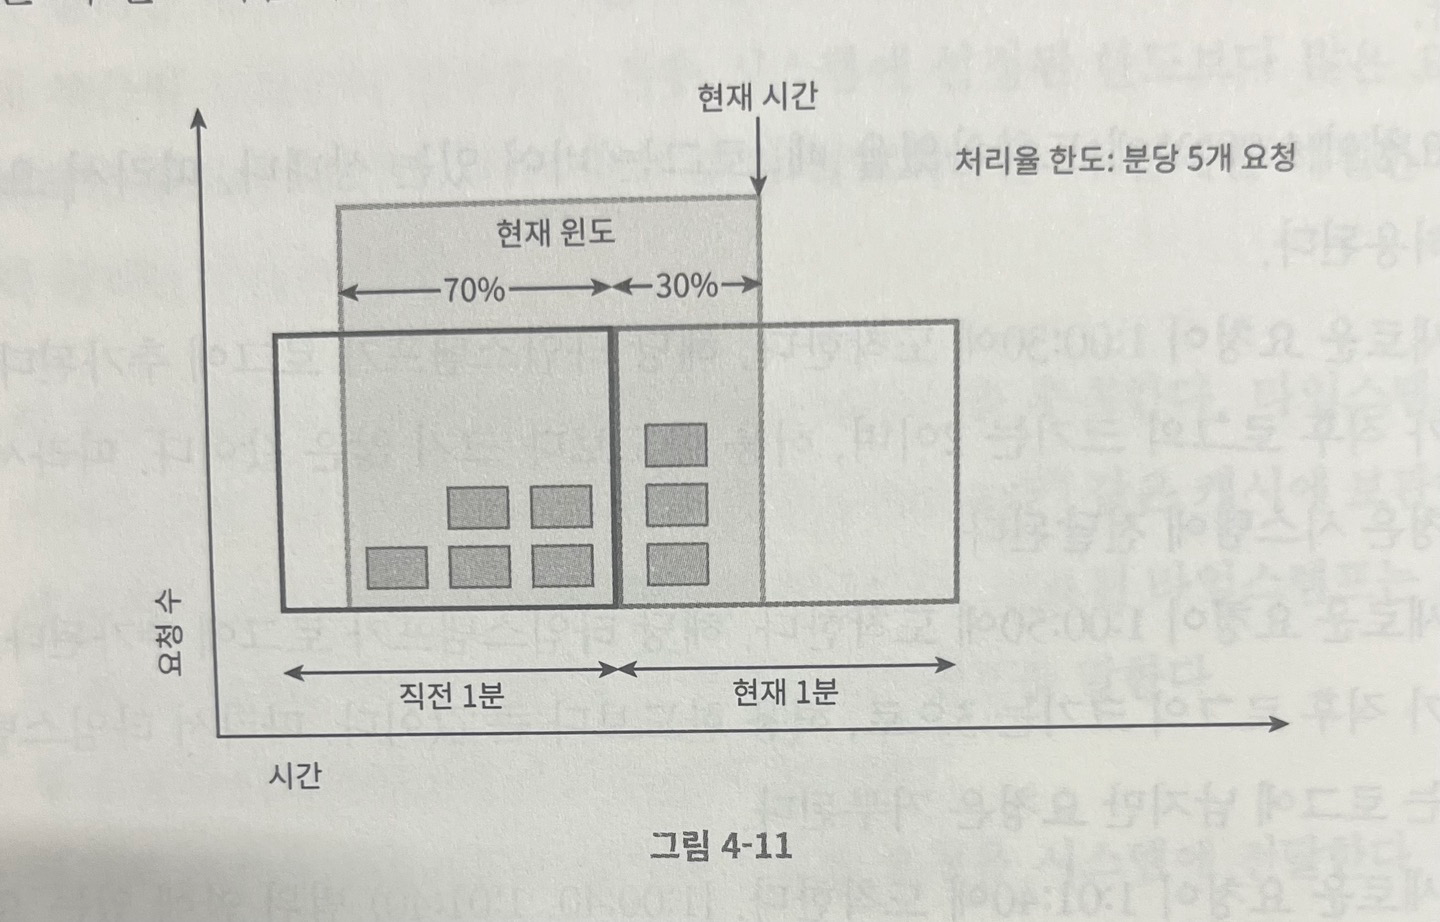 현재 시간
처리율 한도: 분당 5개 요청
현재 윈도
70%
30%
요청 수
직전 1분
현재 1분
시간
그림 4-11